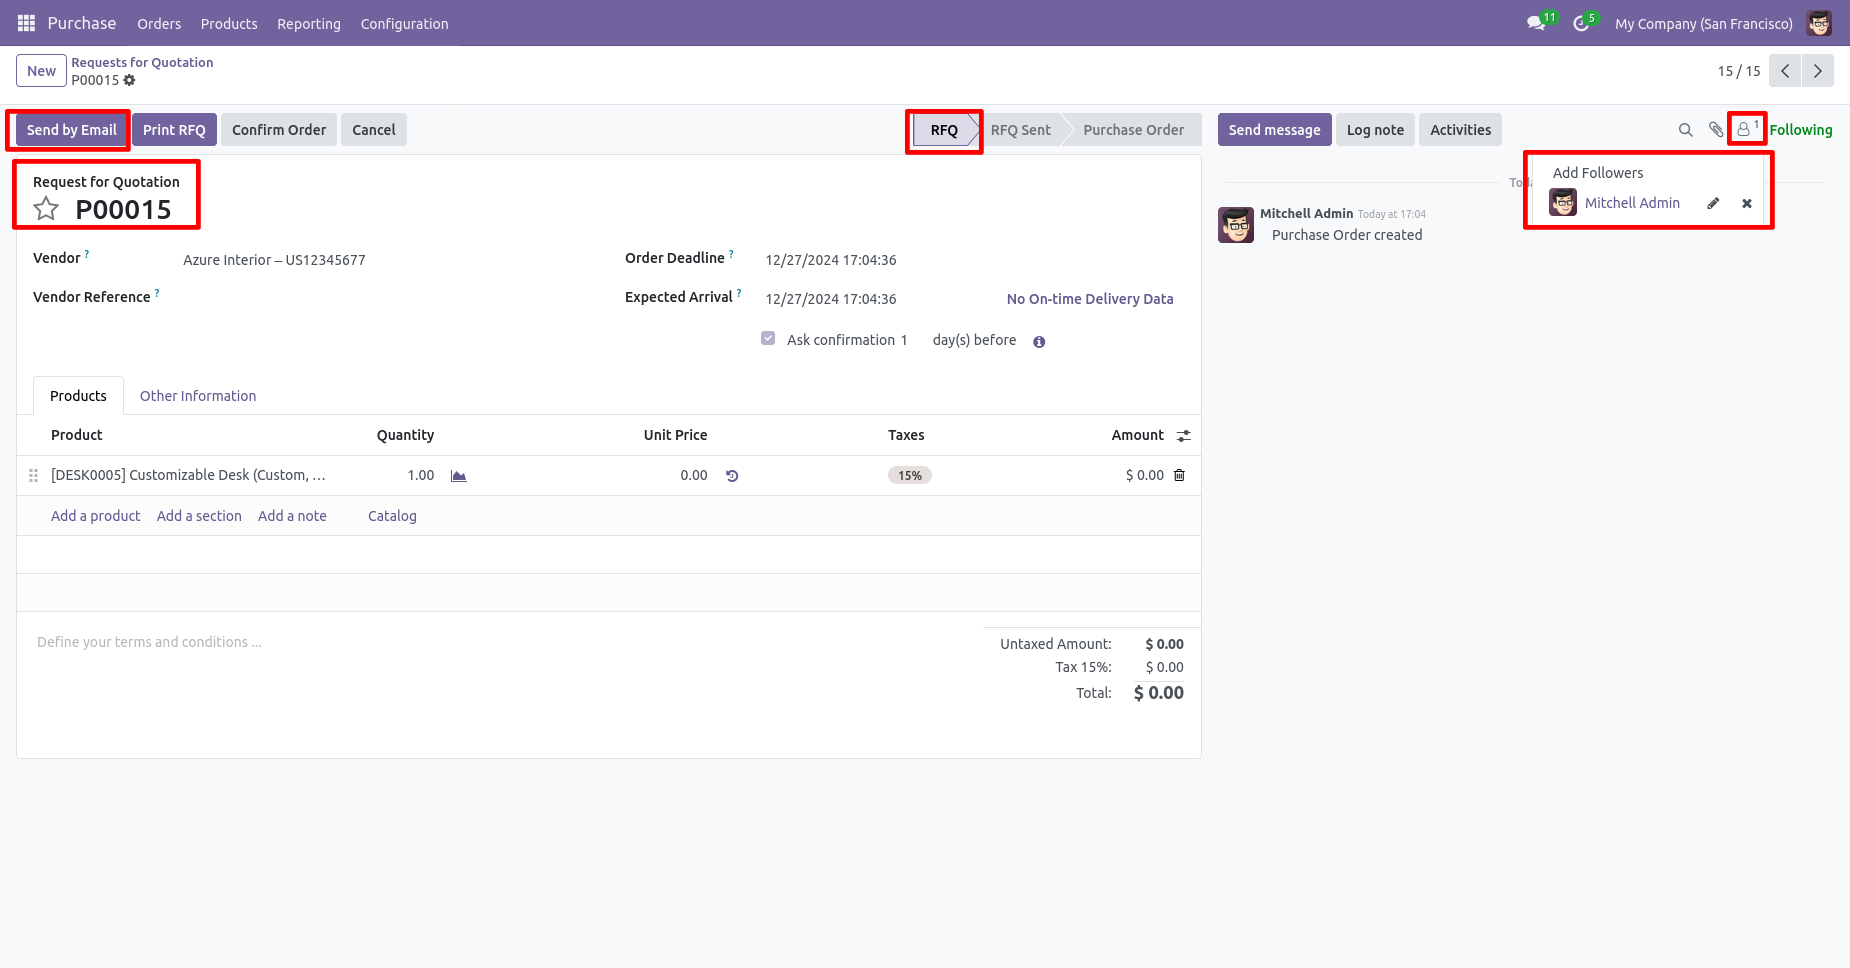 Purchase Orders Products Reporting Configuration 11 5 My Company (San Francisco)
New Requests for Quotation
P00015 15 / 15
Send by Email Print RFQ Confirm Order Cancel RFQ RFQ Sent Purchase Order Send message Log note Activities 1 Following
Request for Quotation
P00015
Add Followers
Mitchell Admin
Mitchell Admin Today at 17:04
Purchase Order created
Vendor ? Azure Interior – US12345677 Order Deadline ? 12/27/2024 17:04:36
Vendor Reference ? Expected Arrival ? 12/27/2024 17:04:36 No On-time Delivery Data
Ask confirmation 1 day(s) before
Products Other Information
Product Quantity Unit Price Taxes Amount
[DESK0005] Customizable Desk (Custom, ... 1.00 0.00 15% $ 0.00
Add a product Add a section Add a note Catalog
Define your terms and conditions ...
Untaxed Amount: $ 0.00
Tax 15%: $ 0.00
Total: $ 0.00